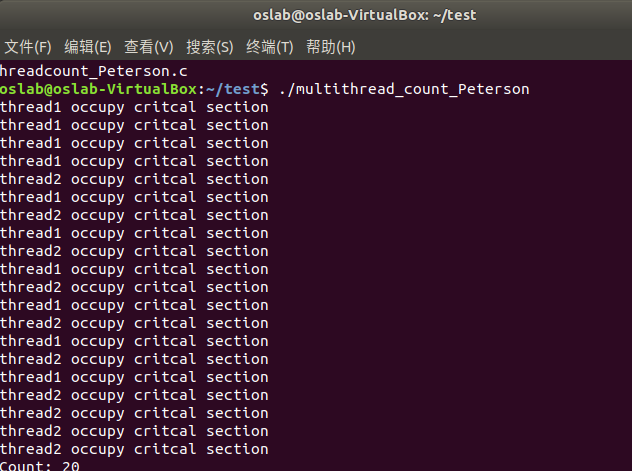 oslab@oslab-VirtualBox: ~/test
文件(F) 编辑(E) 查看(V) 搜索(S) 终端(T) 帮助(H)
hreadcount_Peterson.c
oslab@oslab-VirtualBox:~/test$ ./multithread_count_Peterson
thread1 occupy critcal section
thread1 occupy critcal section
thread1 occupy critcal section
thread1 occupy critcal section
thread2 occupy critcal section
thread1 occupy critcal section
thread2 occupy critcal section
thread1 occupy critcal section
thread2 occupy critcal section
thread1 occupy critcal section
thread2 occupy critcal section
thread1 occupy critcal section
thread2 occupy critcal section
thread1 occupy critcal section
thread2 occupy critcal section
thread1 occupy critcal section
thread2 occupy critcal section
thread2 occupy critcal section
thread2 occupy critcal section
thread2 occupy critcal section
Count: 20